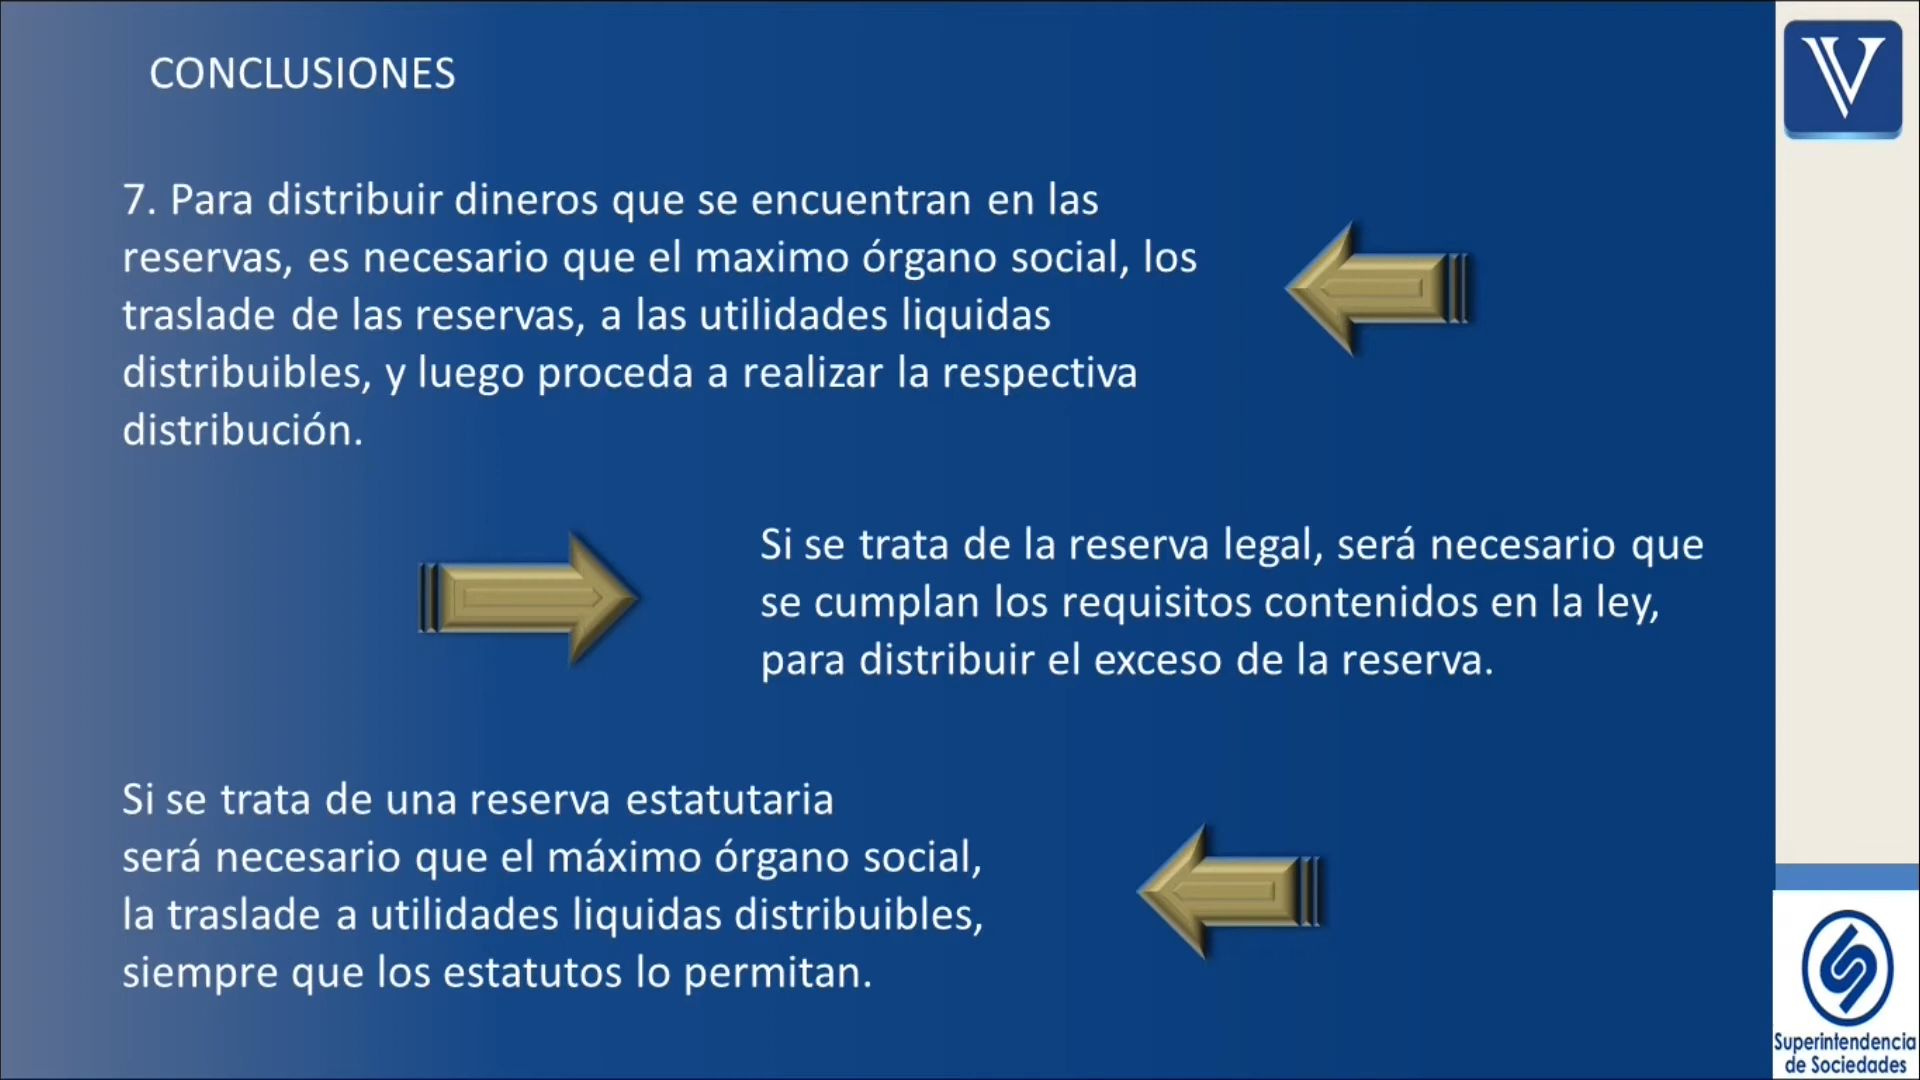 CONCLUSIONES
7. Para distribuir dineros que se encuentran en las
reservas, es necesario que el maximo órgano social, los
traslade de las reservas, a las utilidades liquidas
distribuibles, y luego proceda a realizar la respectiva
distribución.
Si se trata de la reserva legal, será necesario que
se cumplan los requisitos contenidos en la ley,
para distribuir el exceso de la reserva.
Si se trata de una reserva estatutaria
será necesario que el máximo órgano social,
la traslade a utilidades liquidas distribuibles,
siempre que los estatutos lo permitan.
V
Superintendencia
de Sociedades